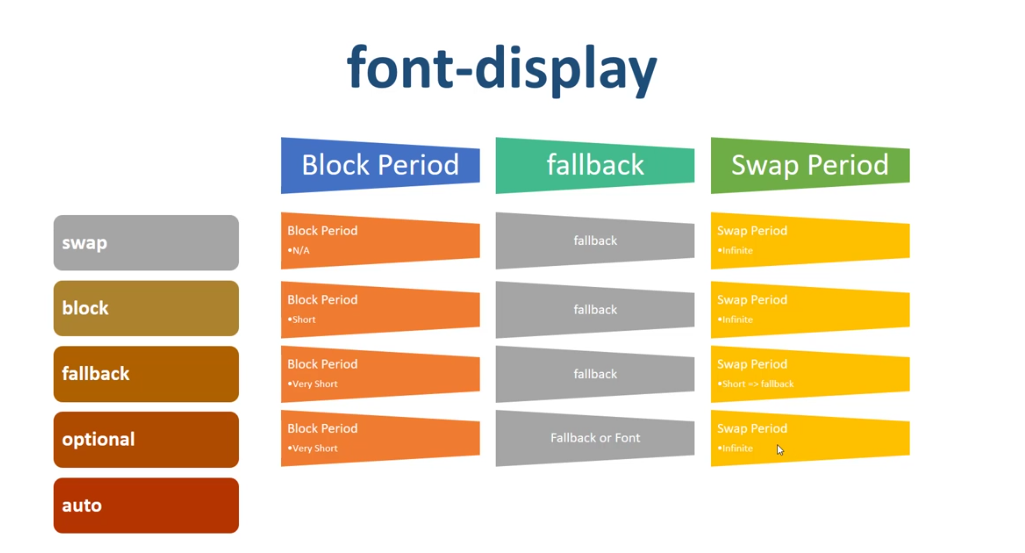 font-display
Block Period
fallback
Swap Period
swap
Block Period
•N/A
fallback
Swap Period
•Infinite
block
Block Period
•Short
fallback
Swap Period
•Infinite
fallback
Block Period
•Very Short
fallback
Swap Period
•Short => fallback
optional
Block Period
•Very Short
Fallback or Font
Swap Period
•Infinite
auto